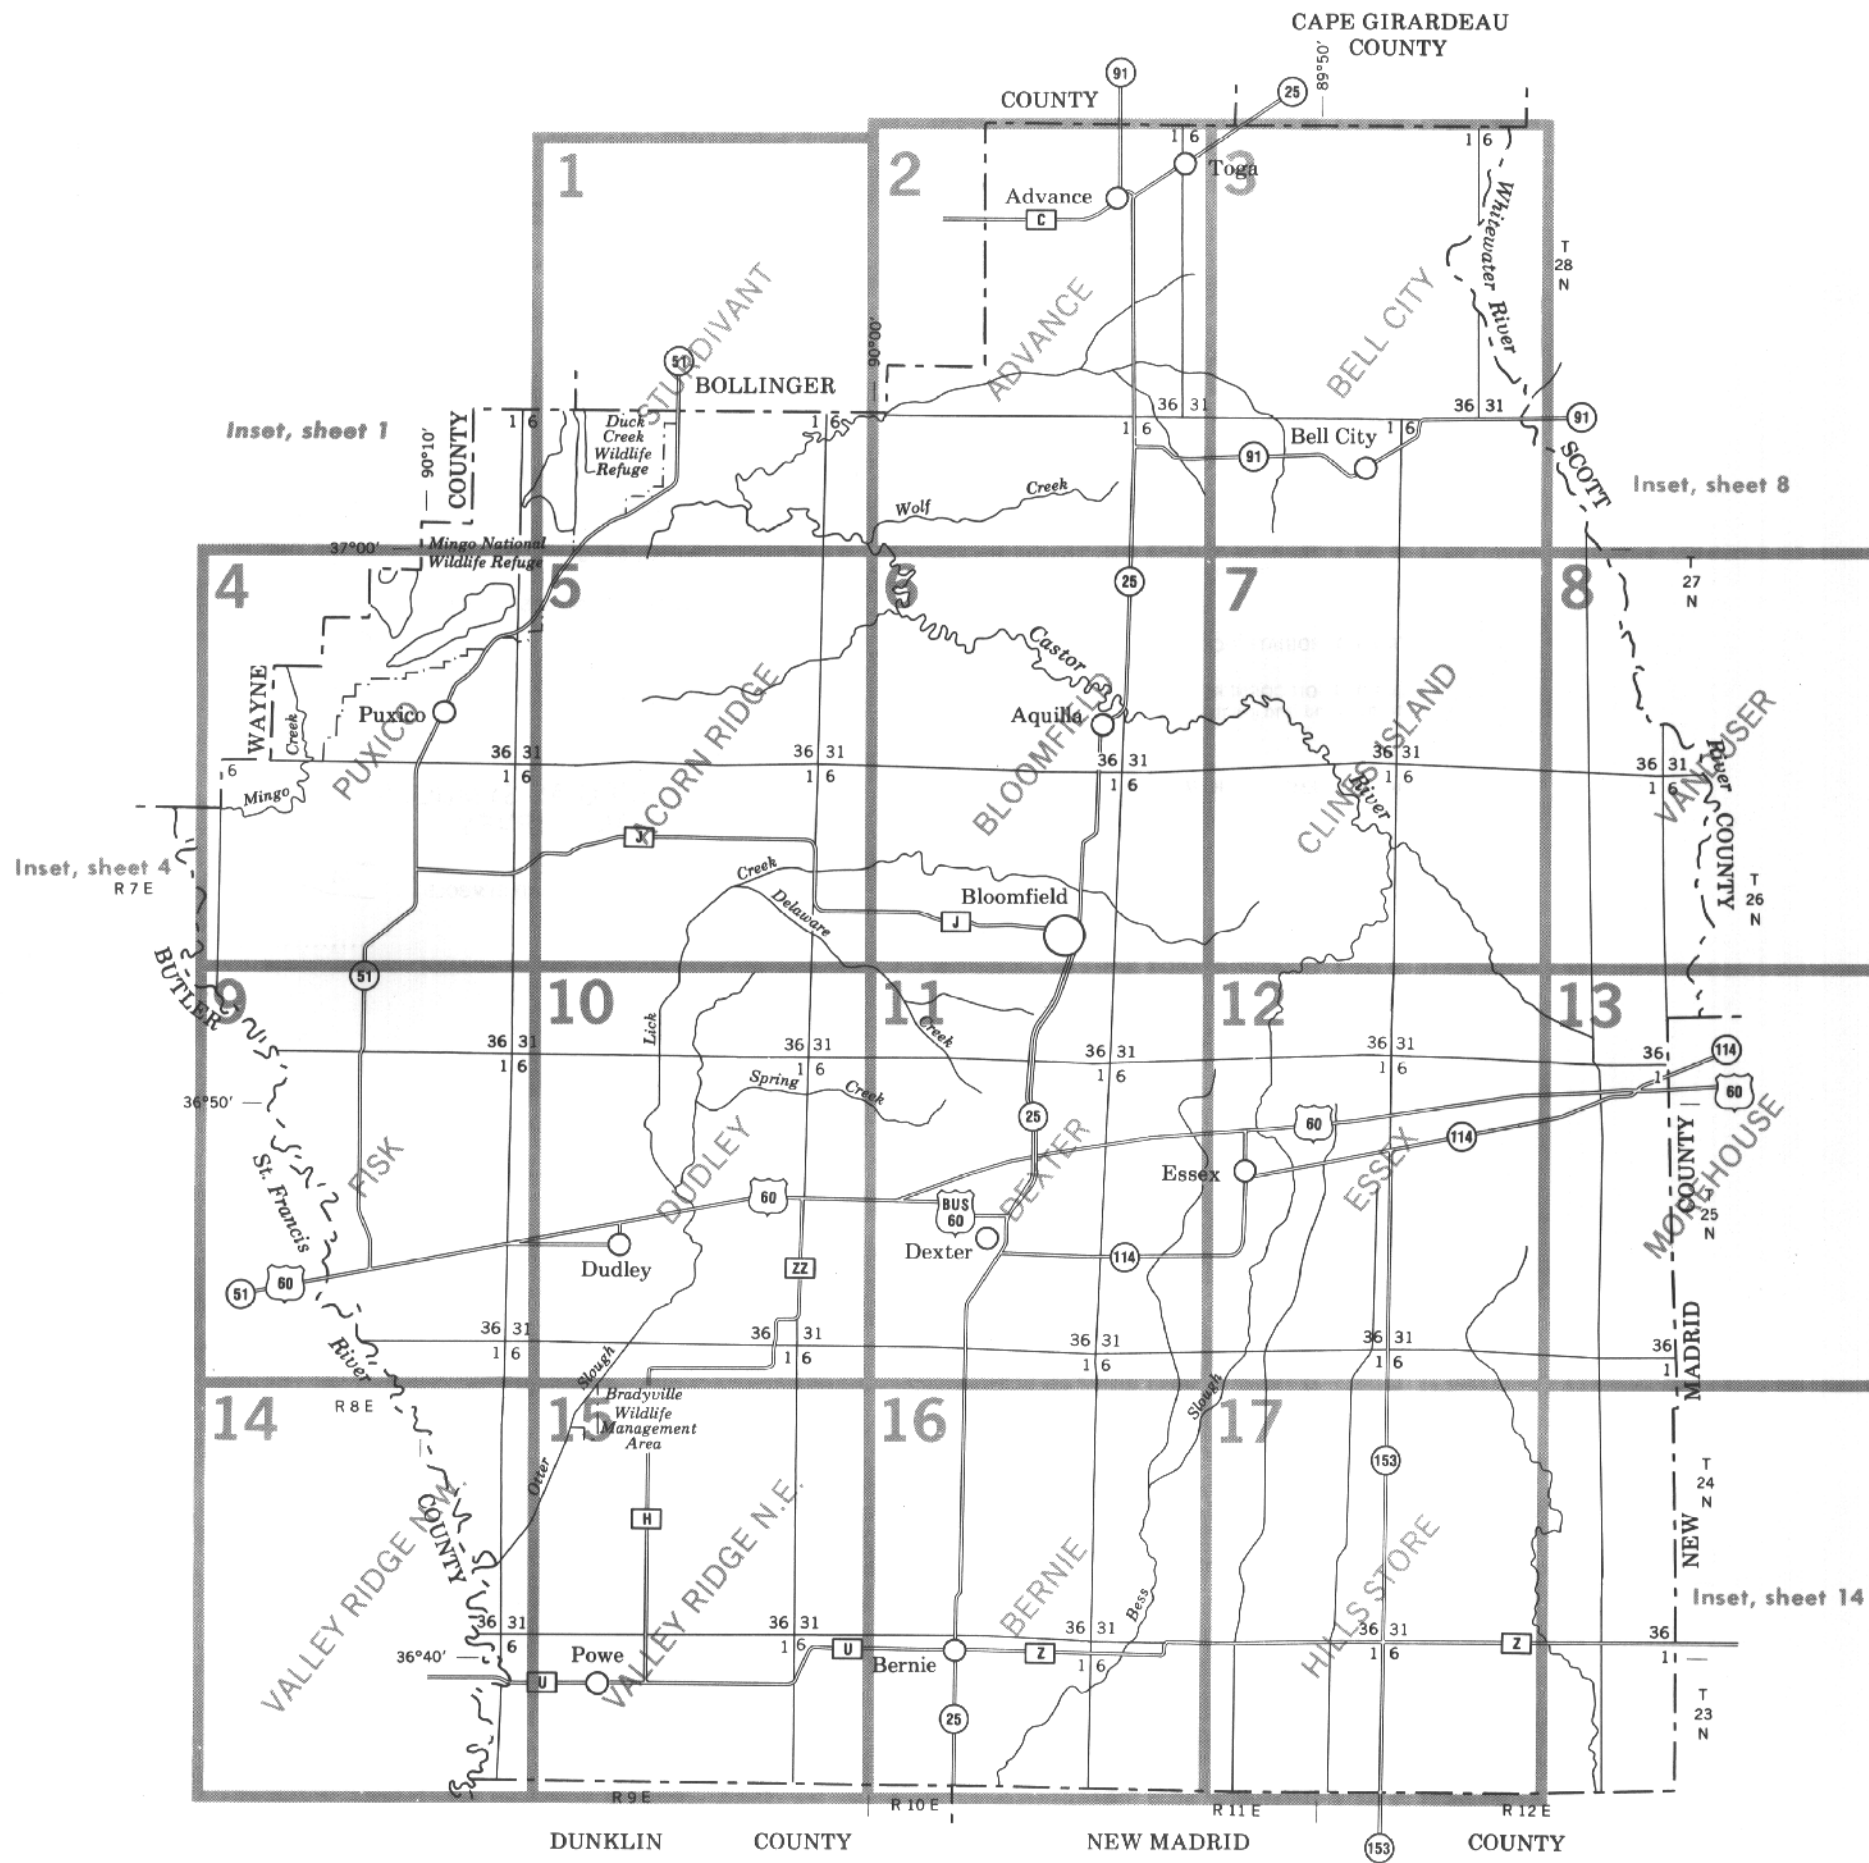 CAPE GIRARDEAU
COUNTY
91
COUNTY
25
89°50′
1
2
1 6
Toga
3
1 6
Advance
C
Whitewater River
T
28
N
STURDIVANT
ADVANCE
BELL CITY
90°00′
51
BOLLINGER
Inset, sheet 1
90°10′
COUNTY
1 6
Duck
Creek
Wildlife
Refuge
1 6
36 31
1 6
36 31
91
Bell City
1 6
91
SCOTT
Inset, sheet 8
Wolf Creek
37°00′
Mingo National
Wildlife Refuge
4
5
6
25
7
8
T
27
N
Castor
WAYNE
Creek
Puxico
PUXICO
ACORN RIDGE
Aquilla
BLOOMFIELD
CLINES ISLAND
VANDUSER
River
36 31
1 6
36 31
1 6
36 31
1 6
36 31
1 6
36 31
1 6
6
Mingo
River
COUNTY
Inset, sheet 4
R 7 E
J
Creek
Delaware
Bloomfield
J
T
26
N
BUTLER
51
9
10
11
12
13
Lick
Creek
36 31
1 6
36 31
1 6
36 31
1 6
36 31
1 6
36
1
114
60
Spring Creek
36°50′
25
60
114
FISK
DUDLEY
DEXTER
ESSEX
MOREHOUSE
COUNTY
St. Francis
Essex
T
25
N
60
BUS
60
Dexter
Dudley
ZZ
114
51
60
36 31
1 6
36 31
1 6
36 31
1 6
36 31
1 6
36
1
MADRID
River
Slough
R 8 E
14
15
Bradyville
Wildlife
Management
Area
16
Slough
17
153
Otter
T
24
N
COUNTY
H
NEW
VALLEY RIDGE N.W.
VALLEY RIDGE N.E.
BERNIE
HILLS STORE
Bess
Inset, sheet 14
36 31
6
36 31
1 6
36 31
1 6
36 31
1 6
36
1
36°40′
Powe
U
U
Bernie
Z
Z
25
T
23
N
R 9 E
R 10 E
R 11 E
R 12 E
DUNKLIN COUNTY
NEW MADRID COUNTY
153